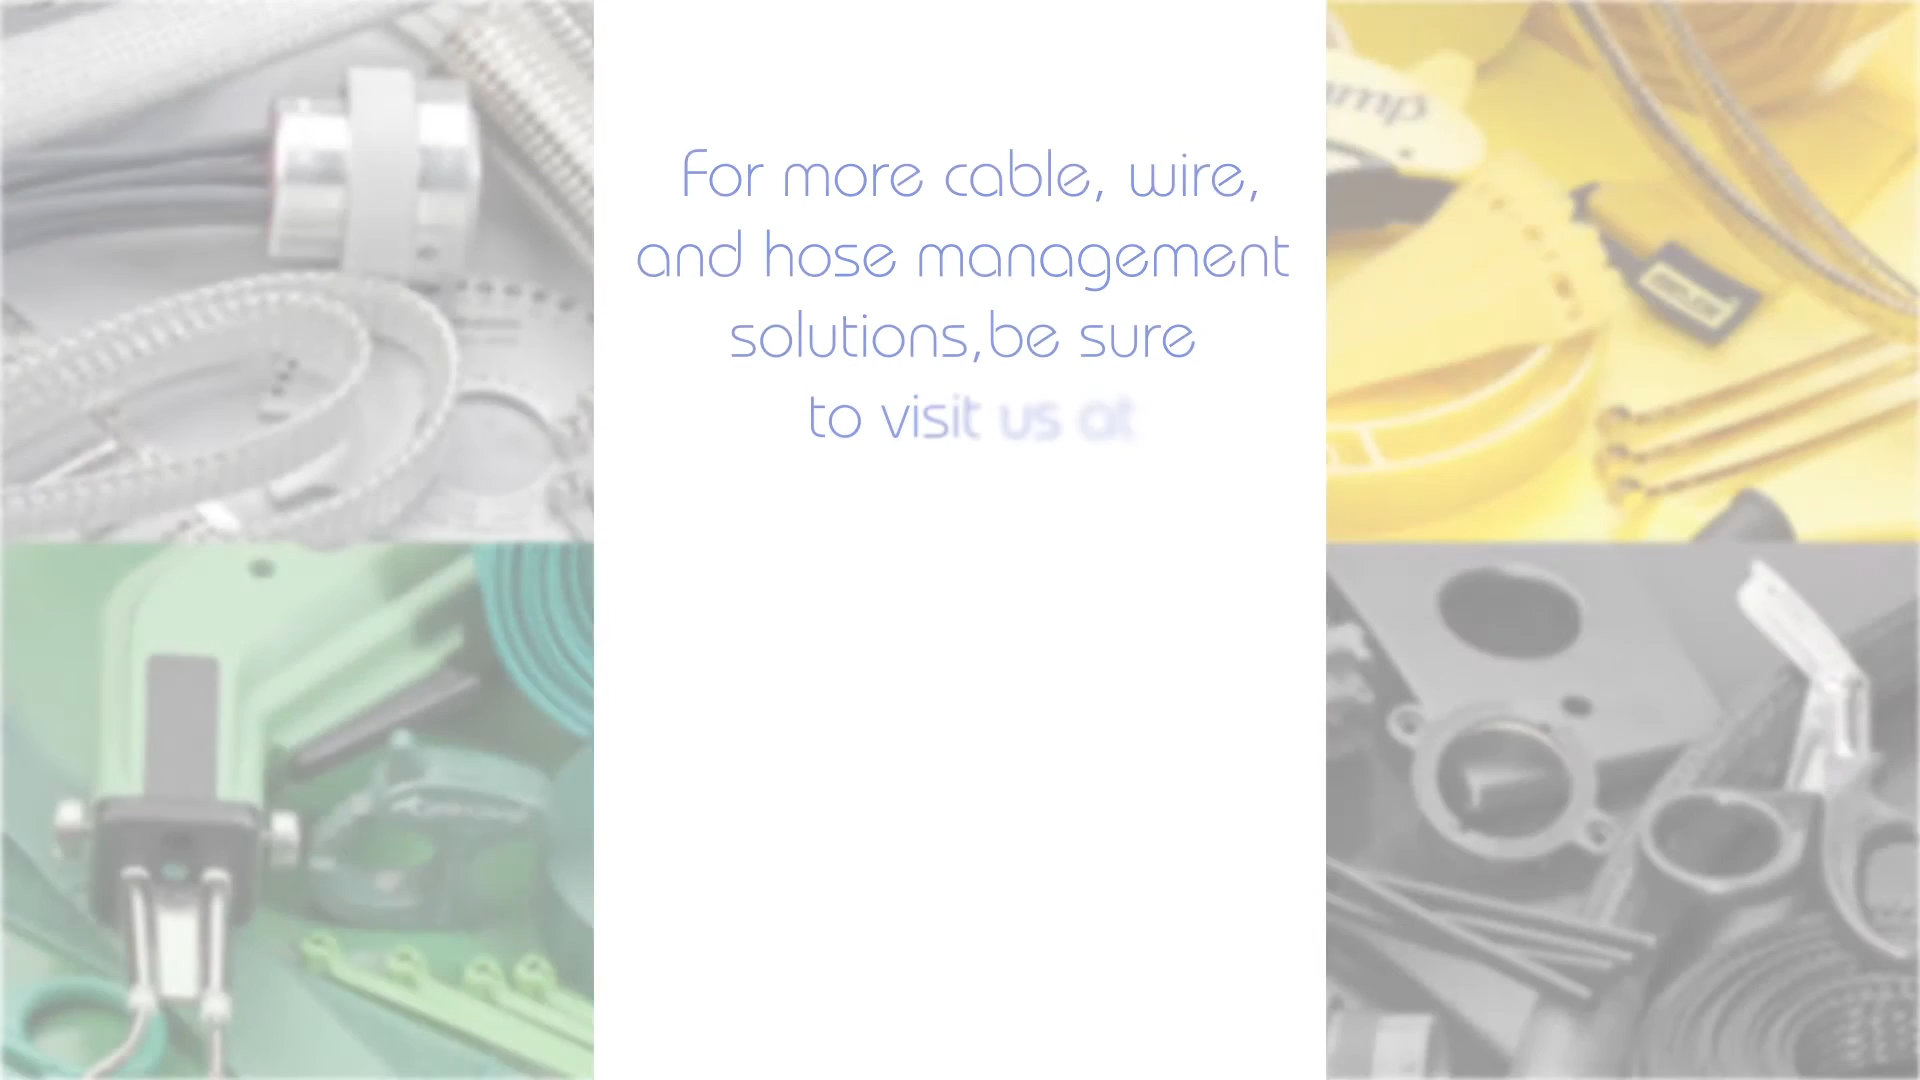 For more cable, wire,
and hose management
solutions,be sure
to visit us at